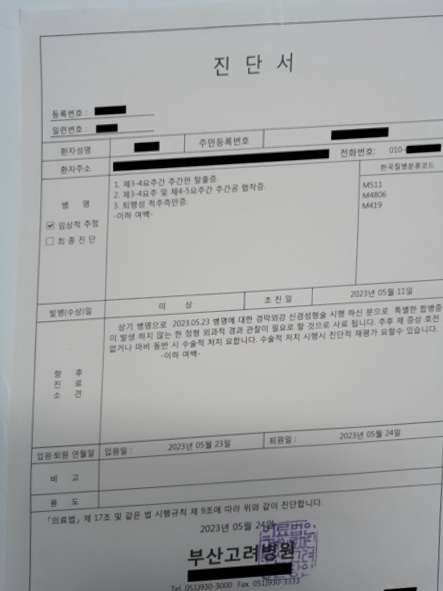 진 단 서
등록번호 :
일련번호 :
환자성명
주민등록번호
환자주소
전화번호: 010-
병 명
☑ 임상적 추정
☐ 최 종 진 단
1. 제3-4요추간 추간판 탈출증.
2. 제3-4요추 및 제4-5요추간 추간공 협착증.
3. 퇴행성 척추측만증.
-이하 여백-
한국질병분류코드
M511
M4806
M419
발병(수상)일
미 상
초 진 일
2023년 05월 11일
향 후
진 료
소 견
상기 병명으로 2023.05.23 병명에 대한 경막외강 신경성형술 시행 하신 분으로 특별한 합병증
이 발생 하지 않는 한 정형 외과적 경과 관찰이 필요로 할 것으로 사료 됩니다. 추후 제 증상 호전
없거나 마비 동반 시 수술적 처치 요합니다. 수술적 처치 시행시 진단적 재평가 요할수 있습니다.
-이하 여백-
입원·퇴원 연월일
입원일 :
2023년 05월 23일
퇴원일 :
2023년 05월 24일
비 고
용 도
「의료법」 제 17조 및 같은 법 시행규칙 제 9조에 따라 위와 같이 진단합니다.
2023년 05월 24일
부산고려병원
Tel. 051)930-3000 Fax. 051)930-3333